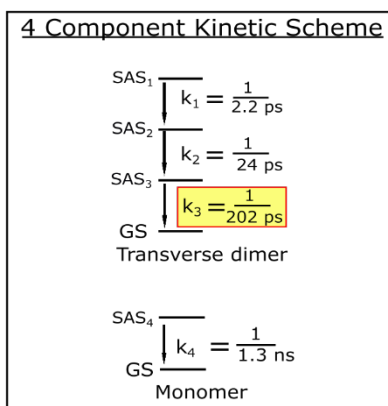 4 Component Kinetic Scheme
SAS₁
k₁ = 1/2.2 ps
SAS₂
k₂ = 1/24 ps
SAS₃
k₃ = 1/202 ps
GS
Transverse dimer
SAS₄
k₄ = 1/1.3 ns
GS
Monomer